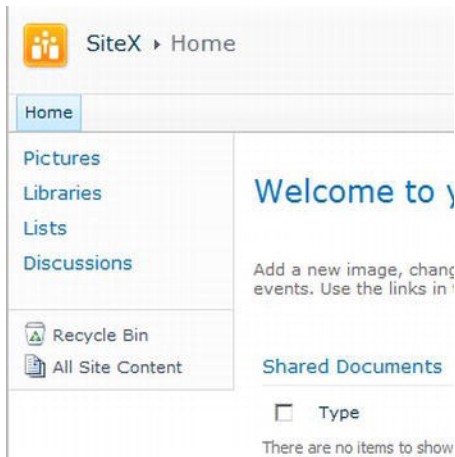 SiteX ▸ Home
Home
Pictures
Libraries
Lists
Discussions
Recycle Bin
All Site Content
Welcome to
Add a new image,
events. Use the links in
Shared Documents
Type
There are no items to show